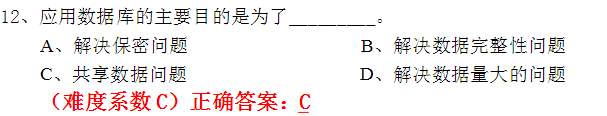 12、应用数据库的主要目的是为了_________。
A、解决保密问题 B、解决数据完整性问题
C、共享数据问题 D、解决数据量大的问题
（难度系数 C）正确答案：C